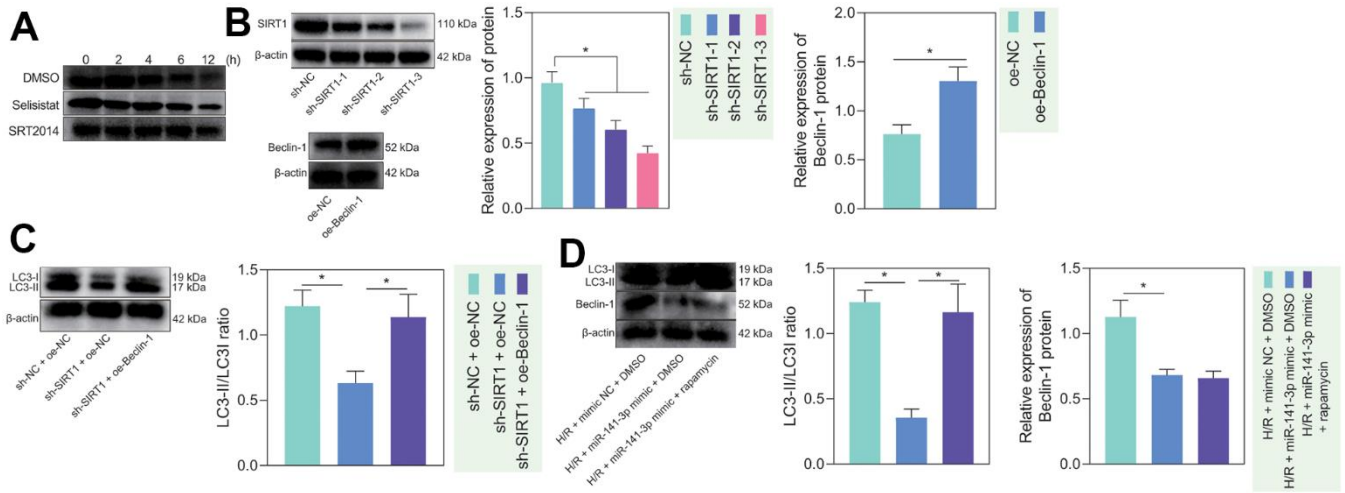 A
0 2 4 6 12 (h)
DMSO
Selisistat
SRT2014
B
SIRT1
110 kDa
β-actin
42 kDa
sh-NC
sh-SIRT1-1
sh-SIRT1-2
sh-SIRT1-3
Beclin-1
52 kDa
β-actin
42 kDa
oe-NC
oe-Beclin-1
Relative expression of protein
1.5
1.0
0.5
0.0
*
sh-NC
sh-SIRT1-1
sh-SIRT1-2
sh-SIRT1-3
Relative expression of
Beclin-1 protein
2.0
1.5
1.0
0.5
0.0
*
oe-NC
oe-Beclin-1
C
LC3-I
19 kDa
LC3-II
17 kDa
β-actin
42 kDa
sh-NC + oe-NC
sh-SIRT1 + oe-NC
sh-SIRT1 + oe-Beclin-1
LC3-II/LC3I ratio
1.5
1.0
0.5
0.0
*
*
sh-NC + oe-NC
sh-SIRT1 + oe-NC
sh-SIRT1 + oe-Beclin-1
D
LC3-I
19 kDa
LC3-II
17 kDa
Beclin-1
52 kDa
β-actin
42 kDa
H/R + mimic NC + DMSO
H/R + miR-141-3p mimic + DMSO
H/R + miR-141-3p mimic + rapamycin
LC3-II/LC3I ratio
1.5
1.0
0.5
0.0
*
*
Relative expression of
Beclin-1 protein
1.5
1.0
0.5
0.0
*
H/R + mimic NC + DMSO
H/R + miR-141-3p mimic + DMSO
H/R + miR-141-3p mimic
+ rapamycin